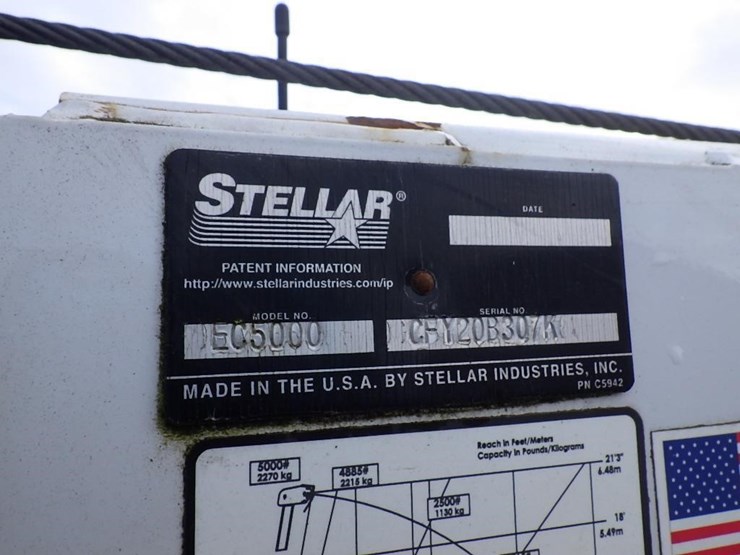 STELLAR®
DATE
PATENT INFORMATION
http://www.stellarindustries.com/ip
MODEL NO.
SERIAL NO
EC5000
MADE IN THE U.S.A. BY STELLAR INDUSTRIES, INC.
PN C5942
Reach in Feet/Meters
Capacity in Pounds/Kilograms
5000#
2270 kg
4885#
2215 kg
2500#
1130 kg
21'3"
6.48m
18'
5.49m